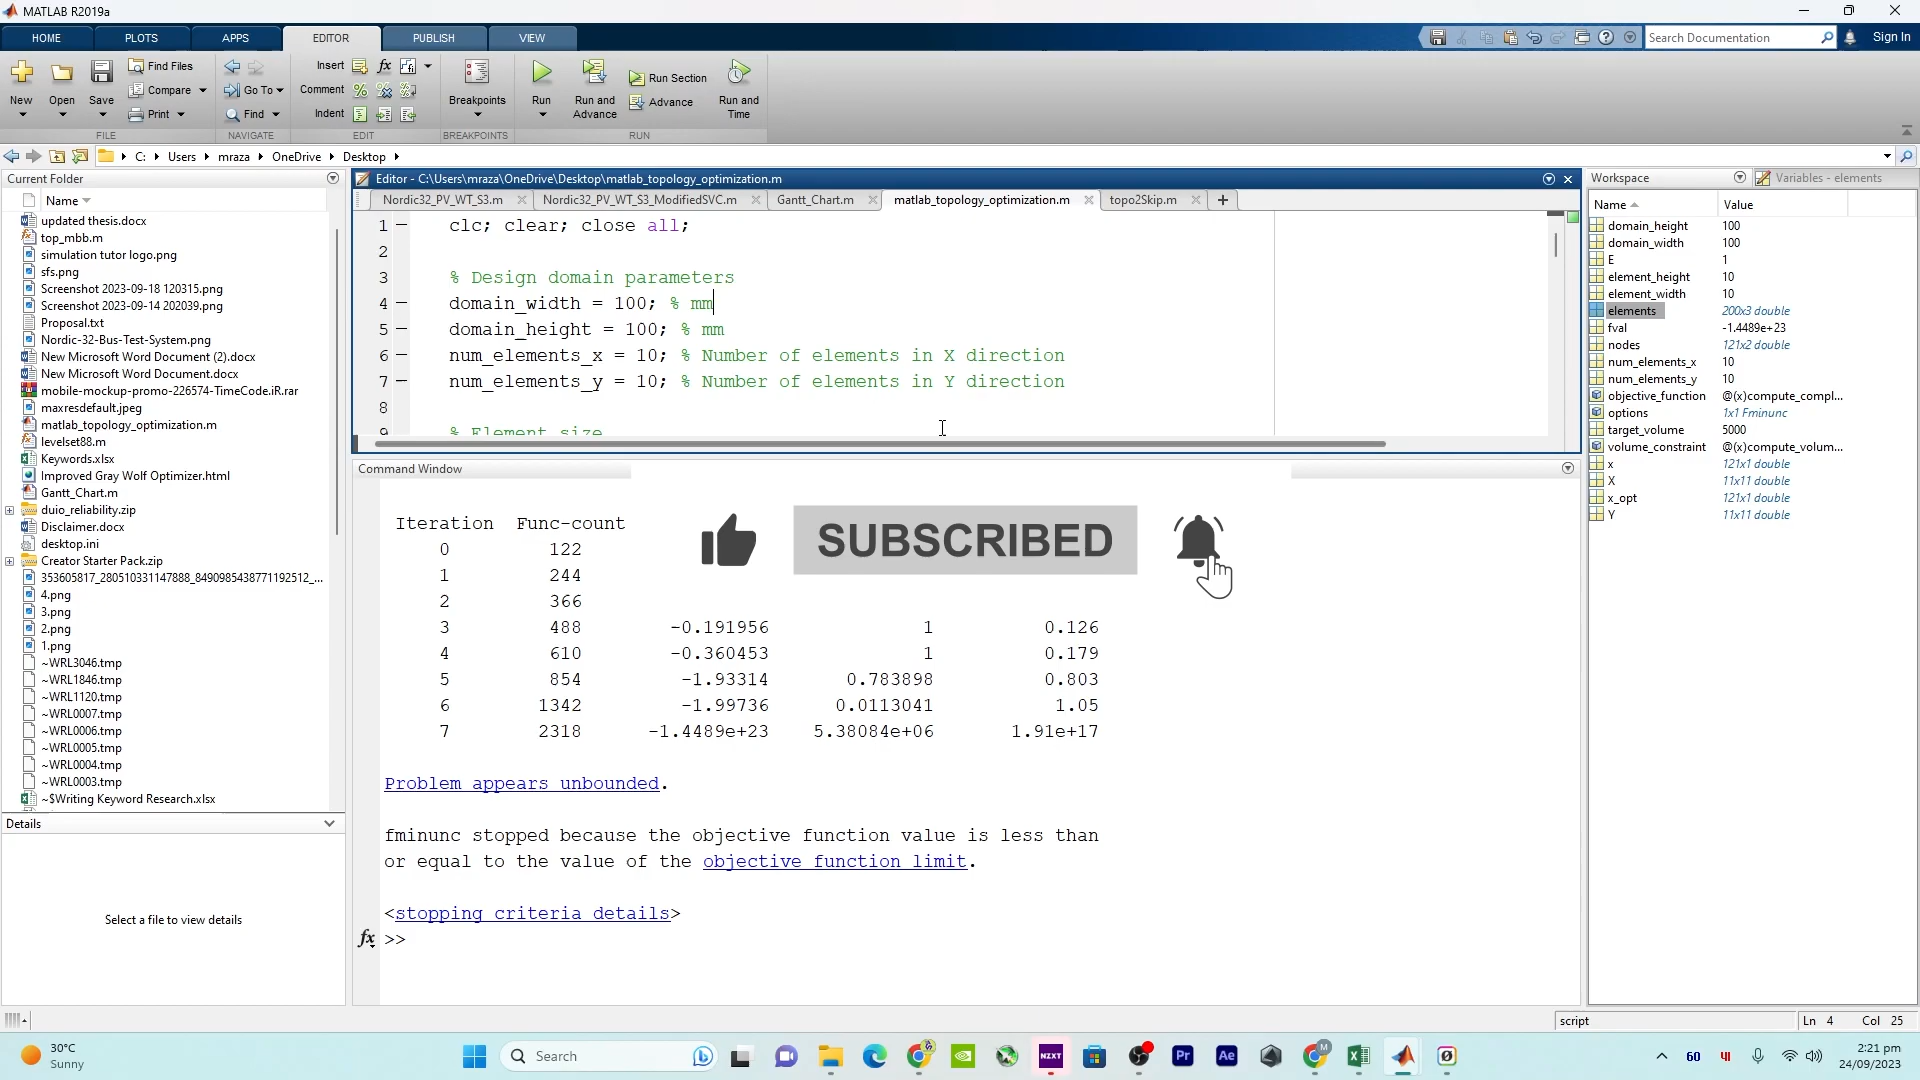 MATLAB R2019a
HOME PLOTS APPS EDITOR PUBLISH VIEW
Search Documentation
Sign In
New
Open
Save
Find Files
Compare
Print
FILE
Go To
Find
NAVIGATE
Insert
Comment
Indent
EDIT
Breakpoints
BREAKPOINTS
Run
Run and Advance
Run Section
Advance
Run and Time
RUN
C: Users mraza OneDrive Desktop
Current Folder
Name
updated thesis.docx
top_mbb.m
simulation tutor logo.png
sfs.png
Screenshot 2023-09-18 120315.png
Screenshot 2023-09-14 202039.png
Proposal.txt
Nordic-32-Bus-Test-System.png
New Microsoft Word Document (2).docx
New Microsoft Word Document.docx
mobile-mockup-promo-226574-TimeCode.iR.rar
maxresdefault.jpeg
matlab_topology_optimization.m
levelset88.m
Keywords.xlsx
Improved Gray Wolf Optimizer.html
Gantt_Chart.m
duio_reliability.zip
Disclaimer.docx
desktop.ini
Creator Starter Pack.zip
353605817_280510331147888_8490985438771192512_...
4.png
3.png
2.png
1.png
~WRL3046.tmp
~WRL1846.tmp
~WRL1120.tmp
~WRL0007.tmp
~WRL0006.tmp
~WRL0005.tmp
~WRL0004.tmp
~WRL0003.tmp
~$Writing Keyword Research.xlsx
Details
Select a file to view details
Editor - C:\Users\mraza\OneDrive\Desktop\matlab_topology_optimization.m
Nordic32_PV_WT_S3.m Nordic32_PV_WT_S3_ModifiedSVC.m Gantt_Chart.m matlab_topology_optimization.m topo2Skip.m
1 clc; clear; close all;
2
3 % Design domain parameters
4 domain_width = 100; % mm
5 domain_height = 100; % mm
6 num_elements_x = 10; % Number of elements in X direction
7 num_elements_y = 10; % Number of elements in Y direction
8
9 % Element size
Command Window
Iteration Func-count
0 122
1 244
2 366
3 488 -0.191956 1 0.126
4 610 -0.360453 1 0.179
5 854 -1.93314 0.783898 0.803
6 1342 -1.99736 0.0113041 1.05
7 2318 -1.4489e+23 5.38084e+06 1.91e+17
SUBSCRIBED
Problem appears unbounded.
fminunc stopped because the objective function value is less than
or equal to the value of the objective function limit.
<stopping criteria details>
fx >>
Workspace
Variables - elements
Name Value
domain_height 100
domain_width 100
E 1
element_height 10
element_width 10
elements 200x3 double
fval -1.4489e+23
nodes 121x2 double
num_elements_x 10
num_elements_y 10
objective_function @(x)compute_compl...
options 1x1 Fminunc
target_volume 5000
volume_constraint @(x)compute_volum...
x 121x1 double
X 11x11 double
x_opt 121x1 double
Y 11x11 double
script
Ln 4 Col 25
30°C
Sunny
Search
NZXT
Pr
Ae
60
2:21 pm
24/09/2023